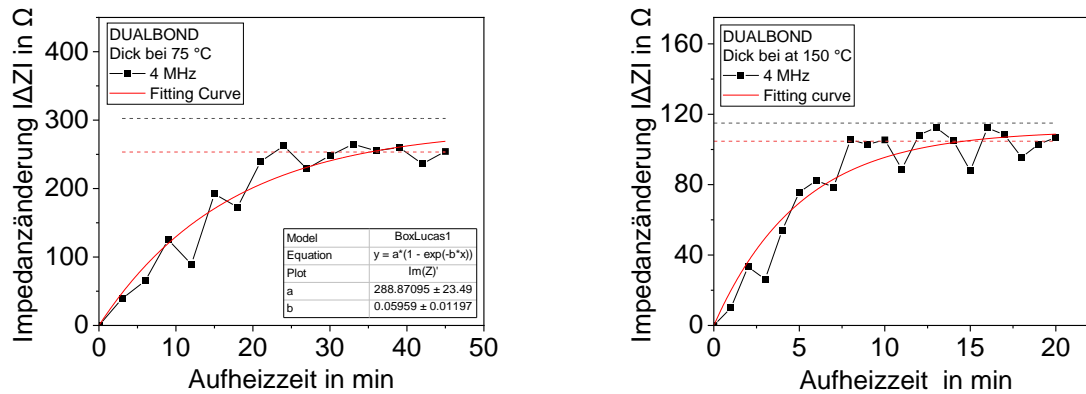 DUALBOND
Dick bei 75 °C
4 MHz
Fitting Curve
Impedanzänderung IΔZI in Ω
400
300
200
100
0
Model BoxLucas1
Equation y = a*(1 - exp(-b*x))
Plot Im(Z)'
a 288.87095 ± 23.49
b 0.05959 ± 0.01197
0 10 20 30 40 50
Aufheizzeit in min
DUALBOND
Dick bei at 150 °C
4 MHz
Fitting curve
Impedanzänderung IΔZI in Ω
160
120
80
40
0
0 5 10 15 20
Aufheizzeit in min